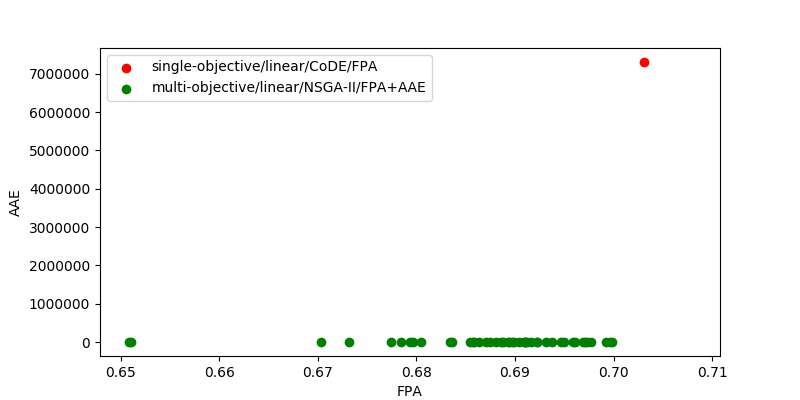 single-objective/linear/CoDE/FPA
multi-objective/linear/NSGA-II/FPA+AAE
7000000
6000000
5000000
4000000
3000000
2000000
1000000
0
AAE
0.65 0.66 0.67 0.68 0.69 0.70 0.71
FPA